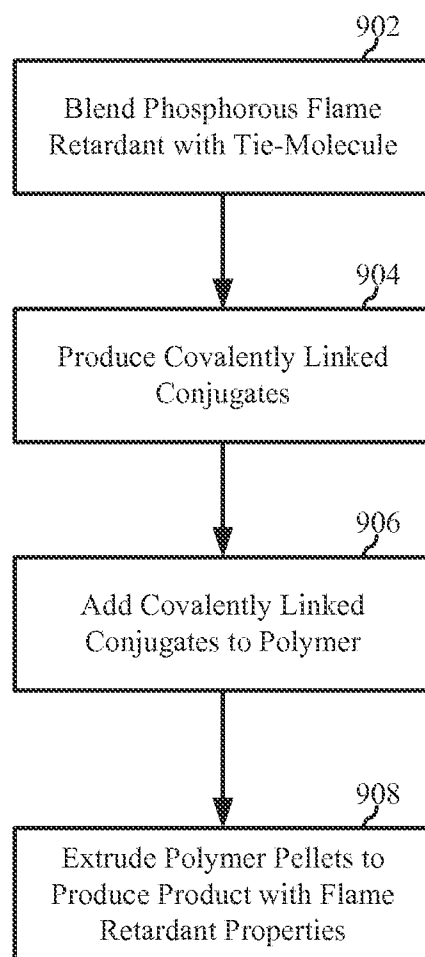 902
Blend Phosphorous Flame
Retardant with Tie-Molecule
904
Produce Covalently Linked
Conjugates
906
Add Covalently Linked
Conjugates to Polymer
908
Extrude Polymer Pellets to
Produce Product with Flame
Retardant Properties